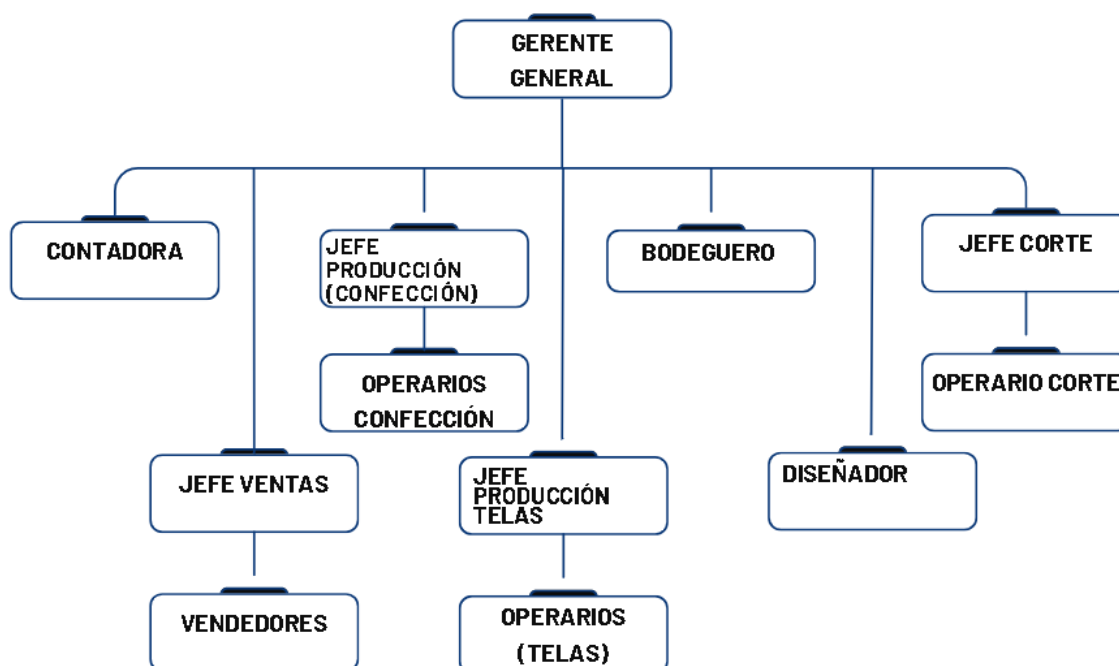 GERENTE
GENERAL
CONTADORA
JEFE
PRODUCCIÓN
(CONFECCIÓN)
BODEGUERO
JEFE CORTE
OPERARIOS
CONFECCIÓN
OPERARIO CORTE
JEFE VENTAS
JEFE
PRODUCCIÓN
TELAS
DISEÑADOR
VENDEDORES
OPERARIOS
(TELAS)